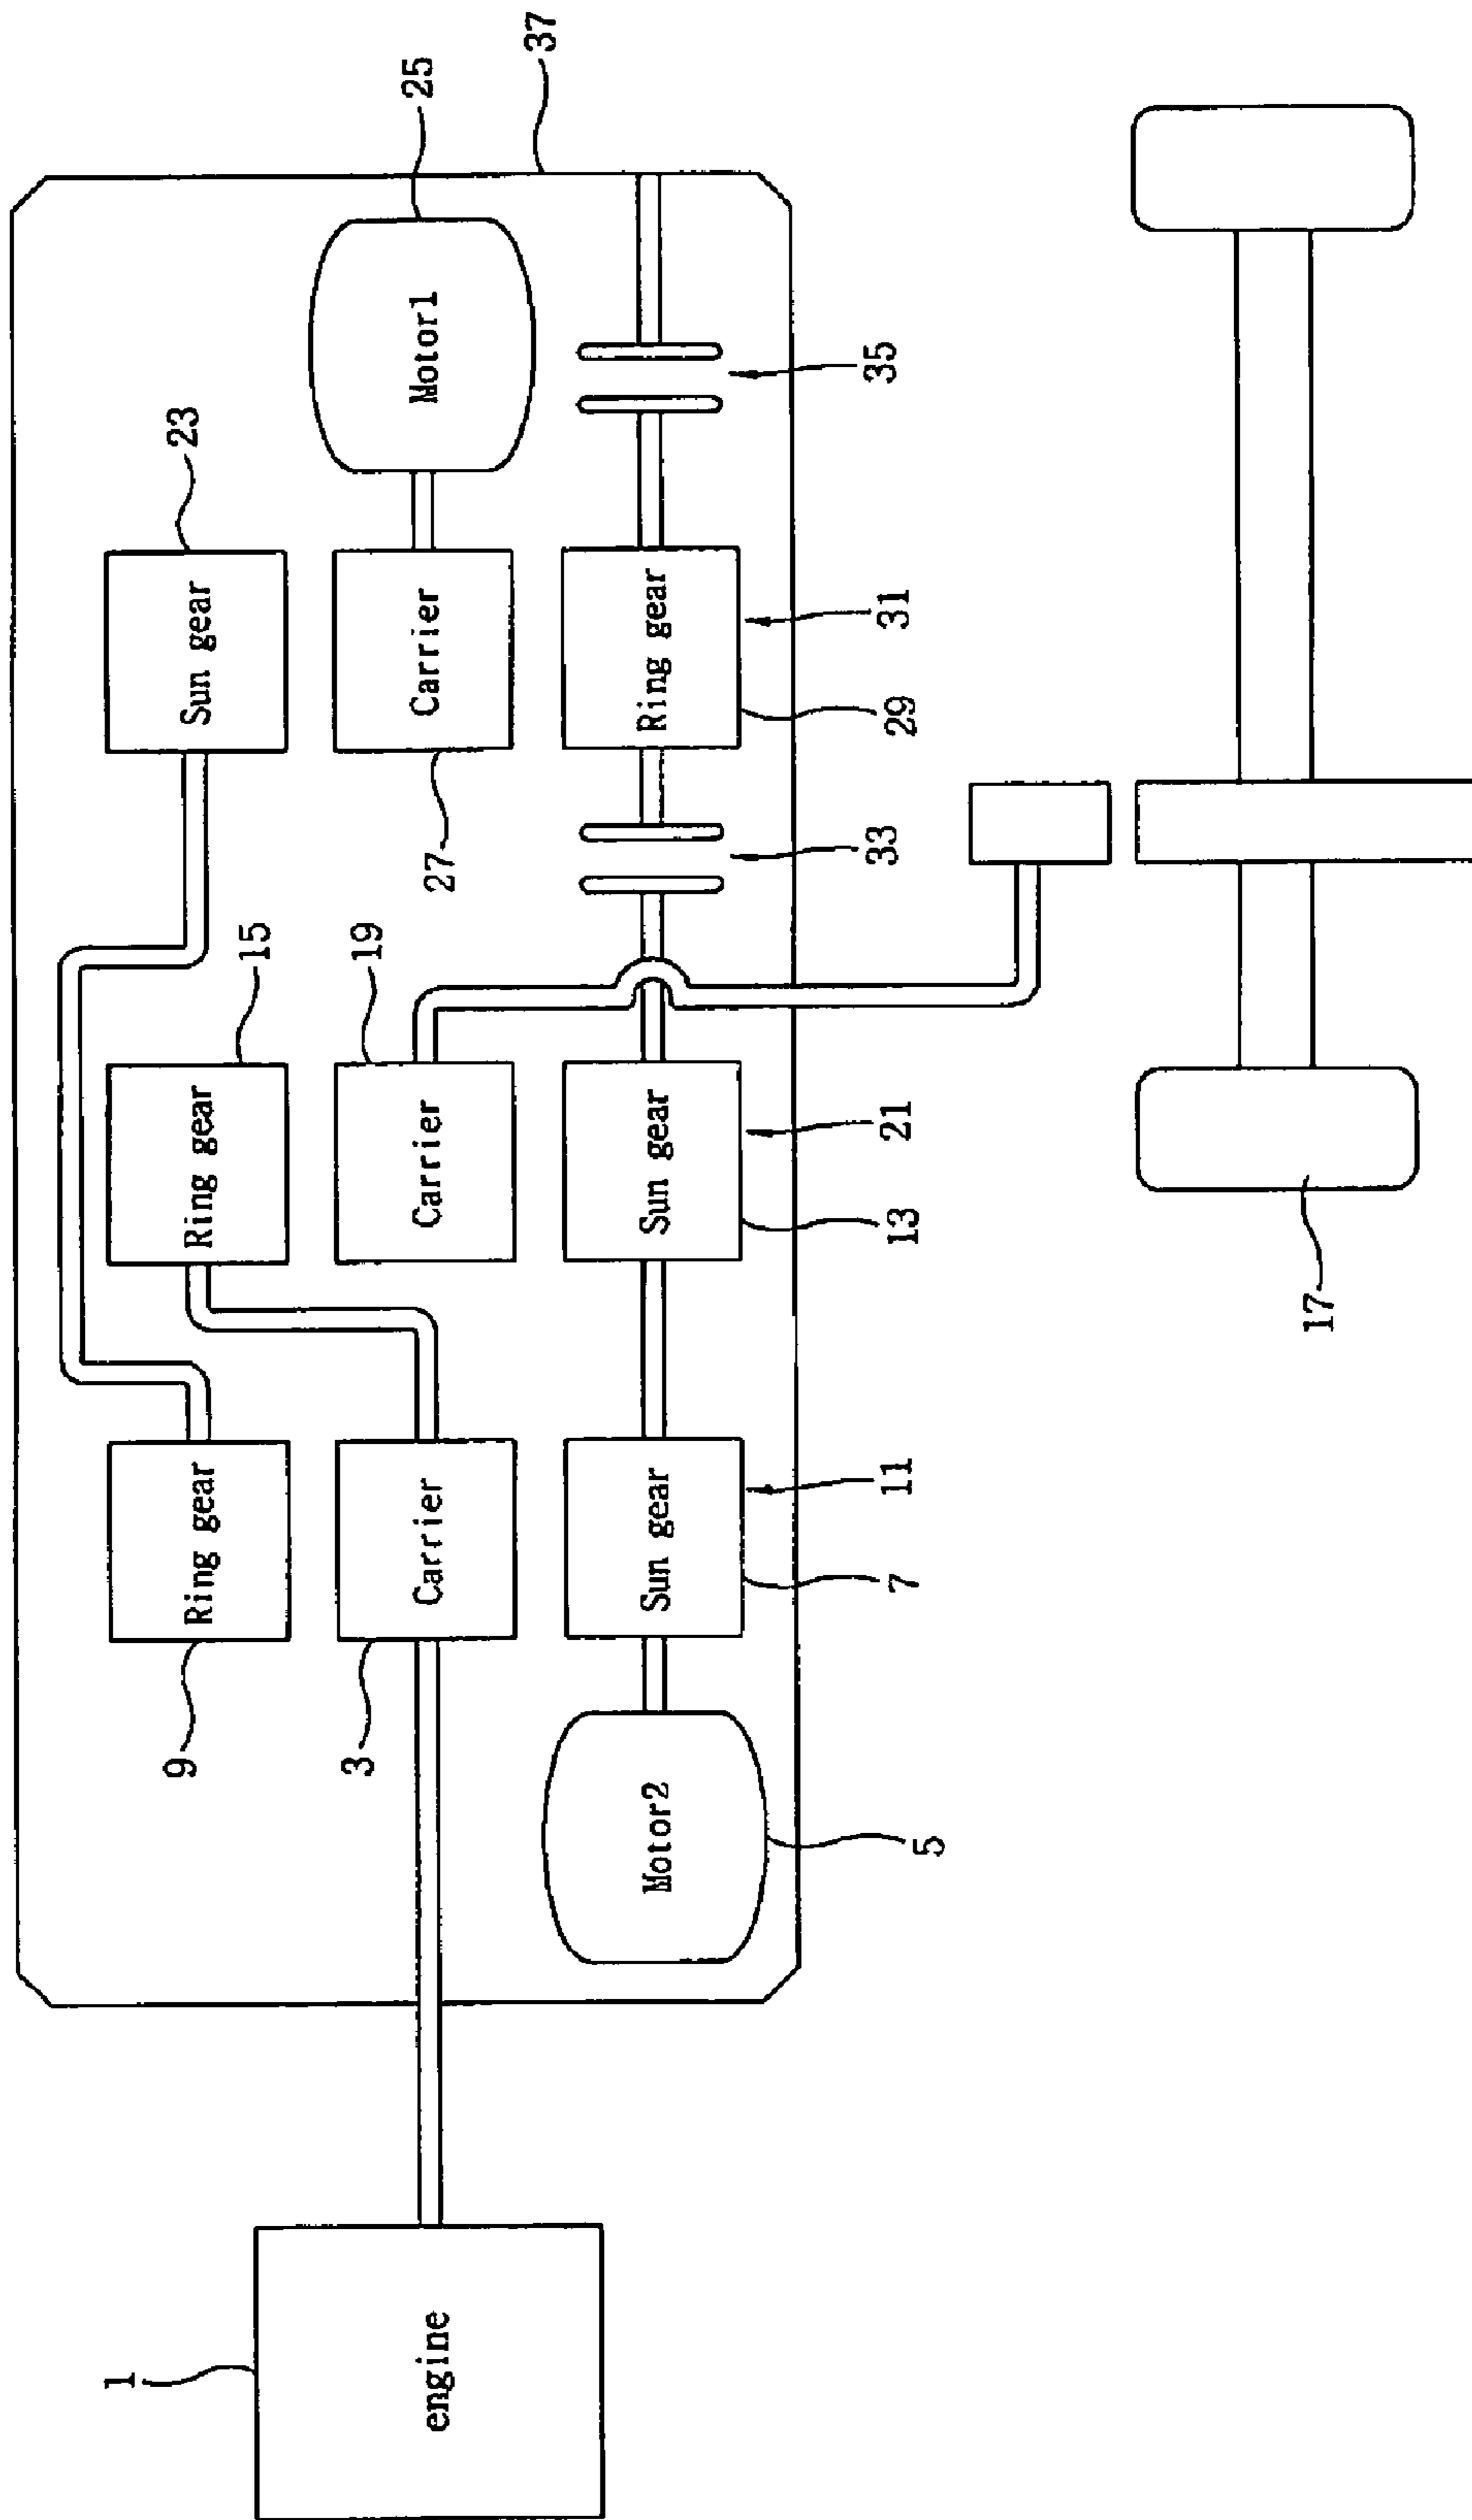 1
engine
9
Ring gear
3
Carrier
Motor2
5
Sun gear
7
11
15
Ring gear
19
Carrier
Sun gear
13
21
23
Sun gear
27
Carrier
Motor1
25
37
Ring gear
29
31
33
35
17